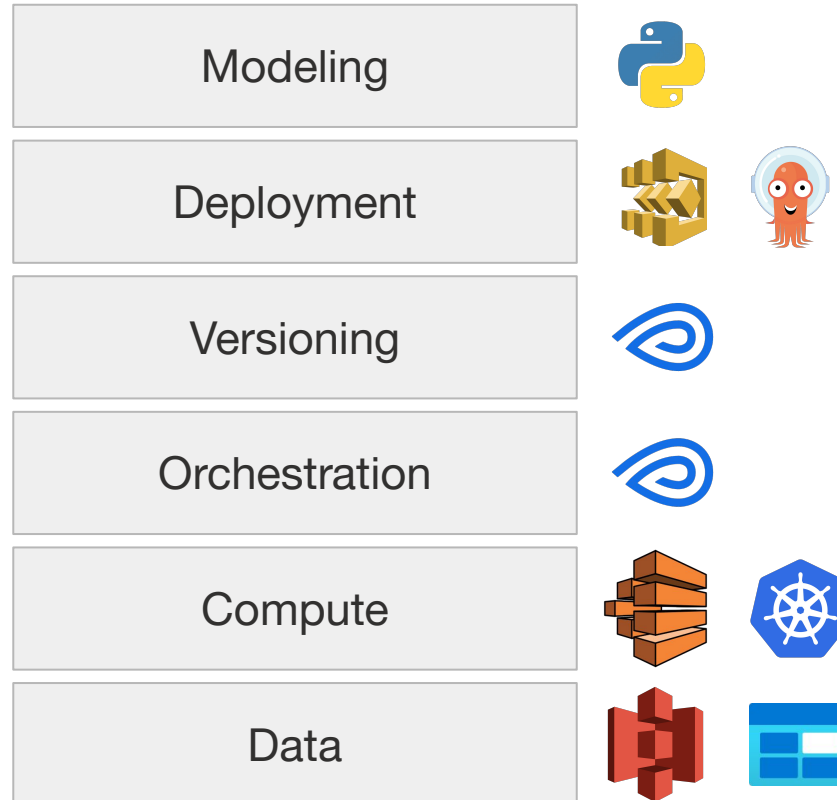 Modeling
Deployment
Versioning
Orchestration
Compute
Data